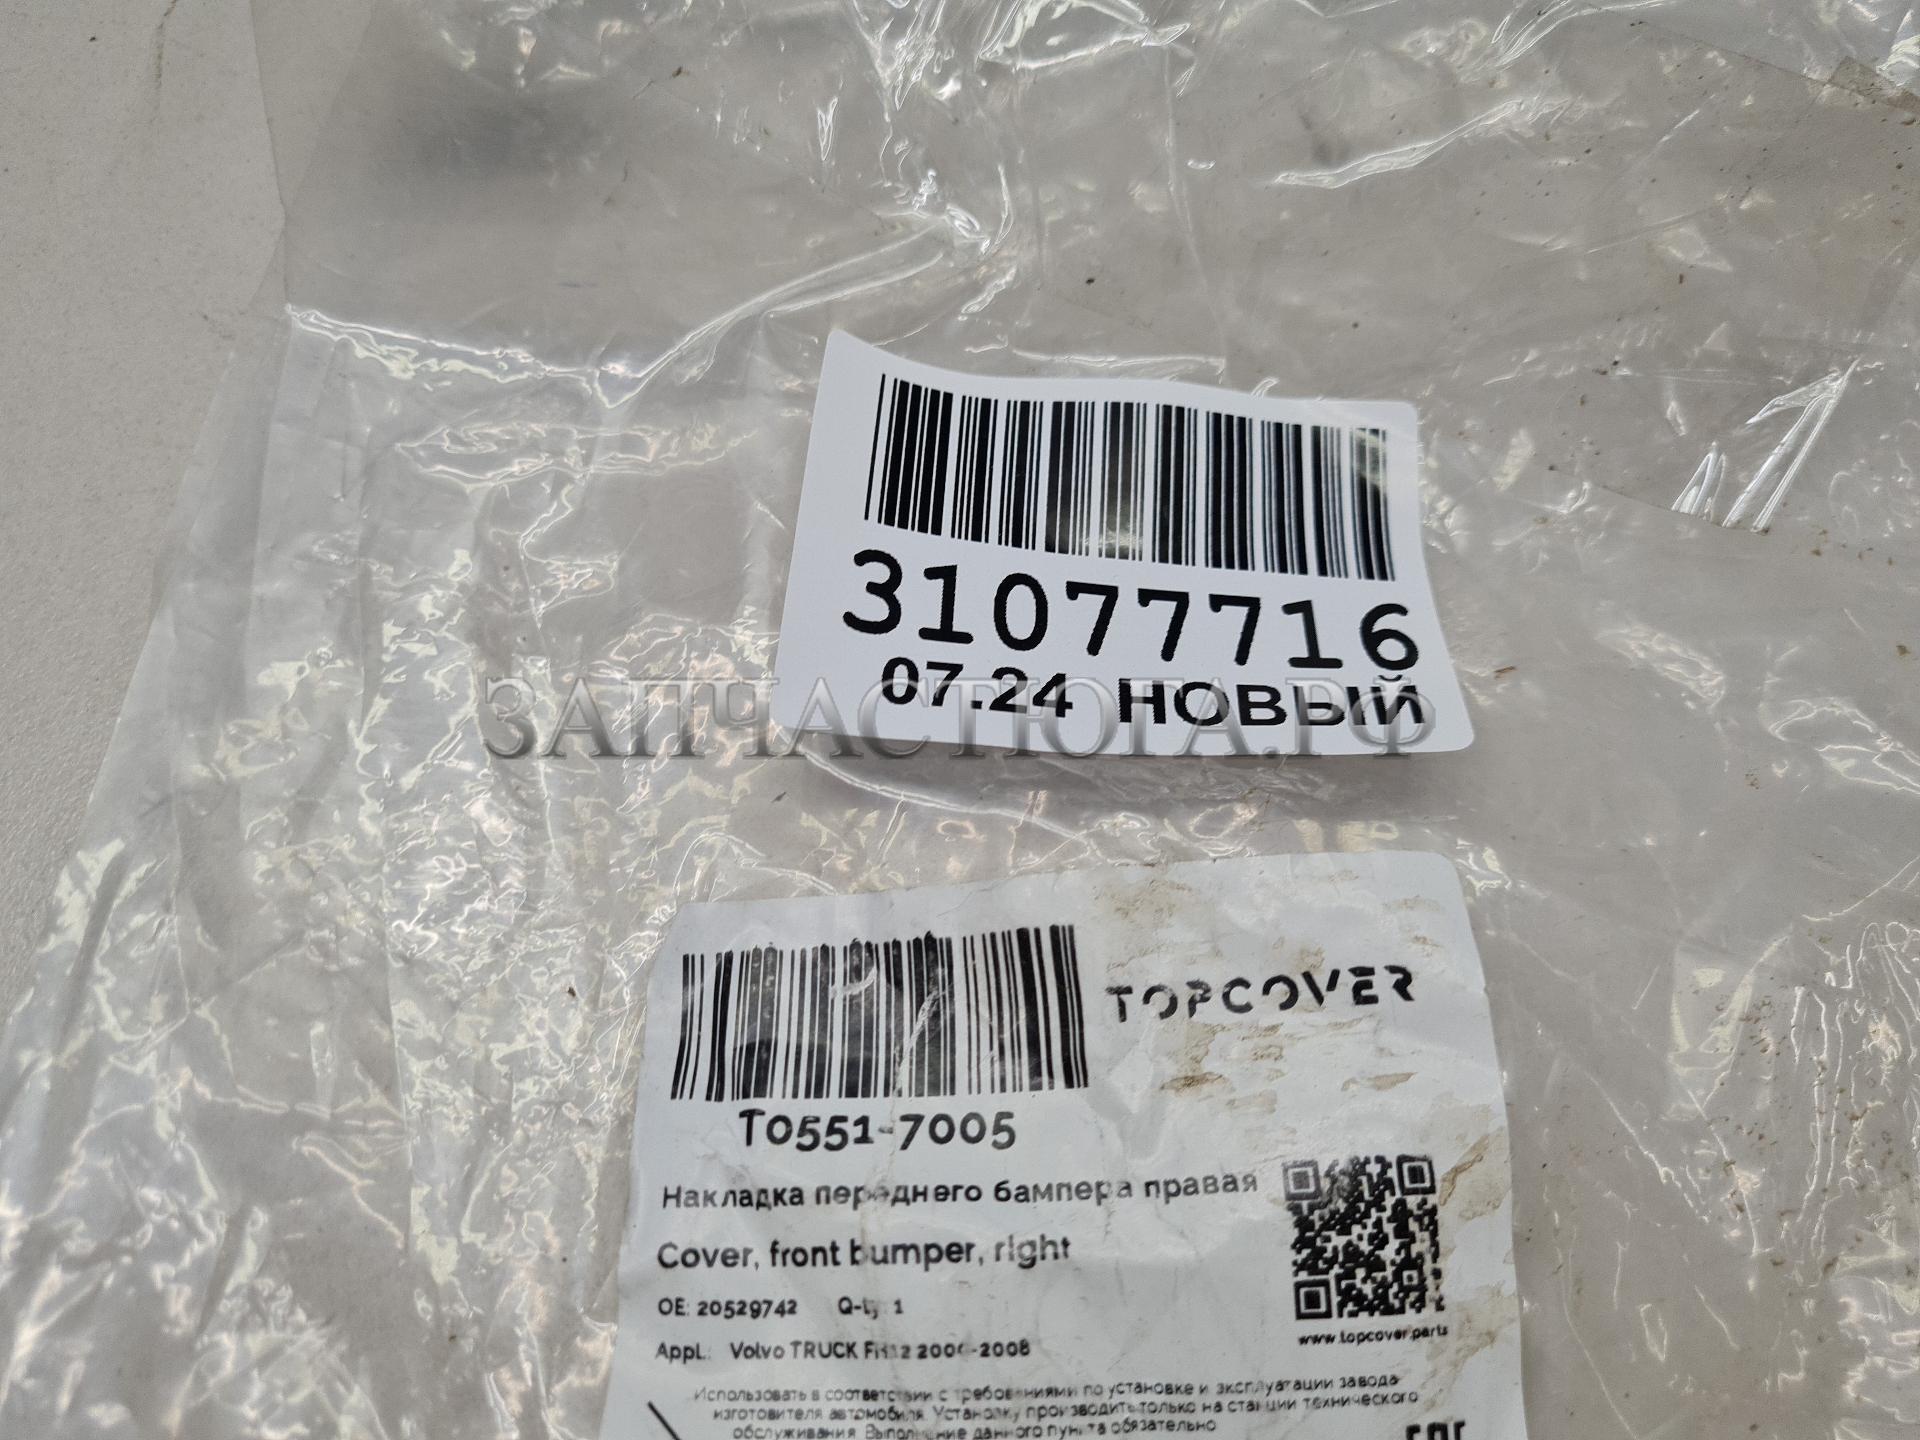 31077716
07.24 НОВЫЙ
ЗАПЧАСТЮГА.РФ
TOPCOVER
T0551-7005
Накладка переднего бампера правая
Cover, front bumper, right
OE: 20529742 Q-ty: 1
www.topcover.parts
Appl.: Volvo TRUCK FH12 -2008
Использовать в соответствии с требованиями по установке и эксплуатации завода
изготовителя автомобиля. Установку производить только на станции технического
обслуживания. Выполнение данного пункта обязательно